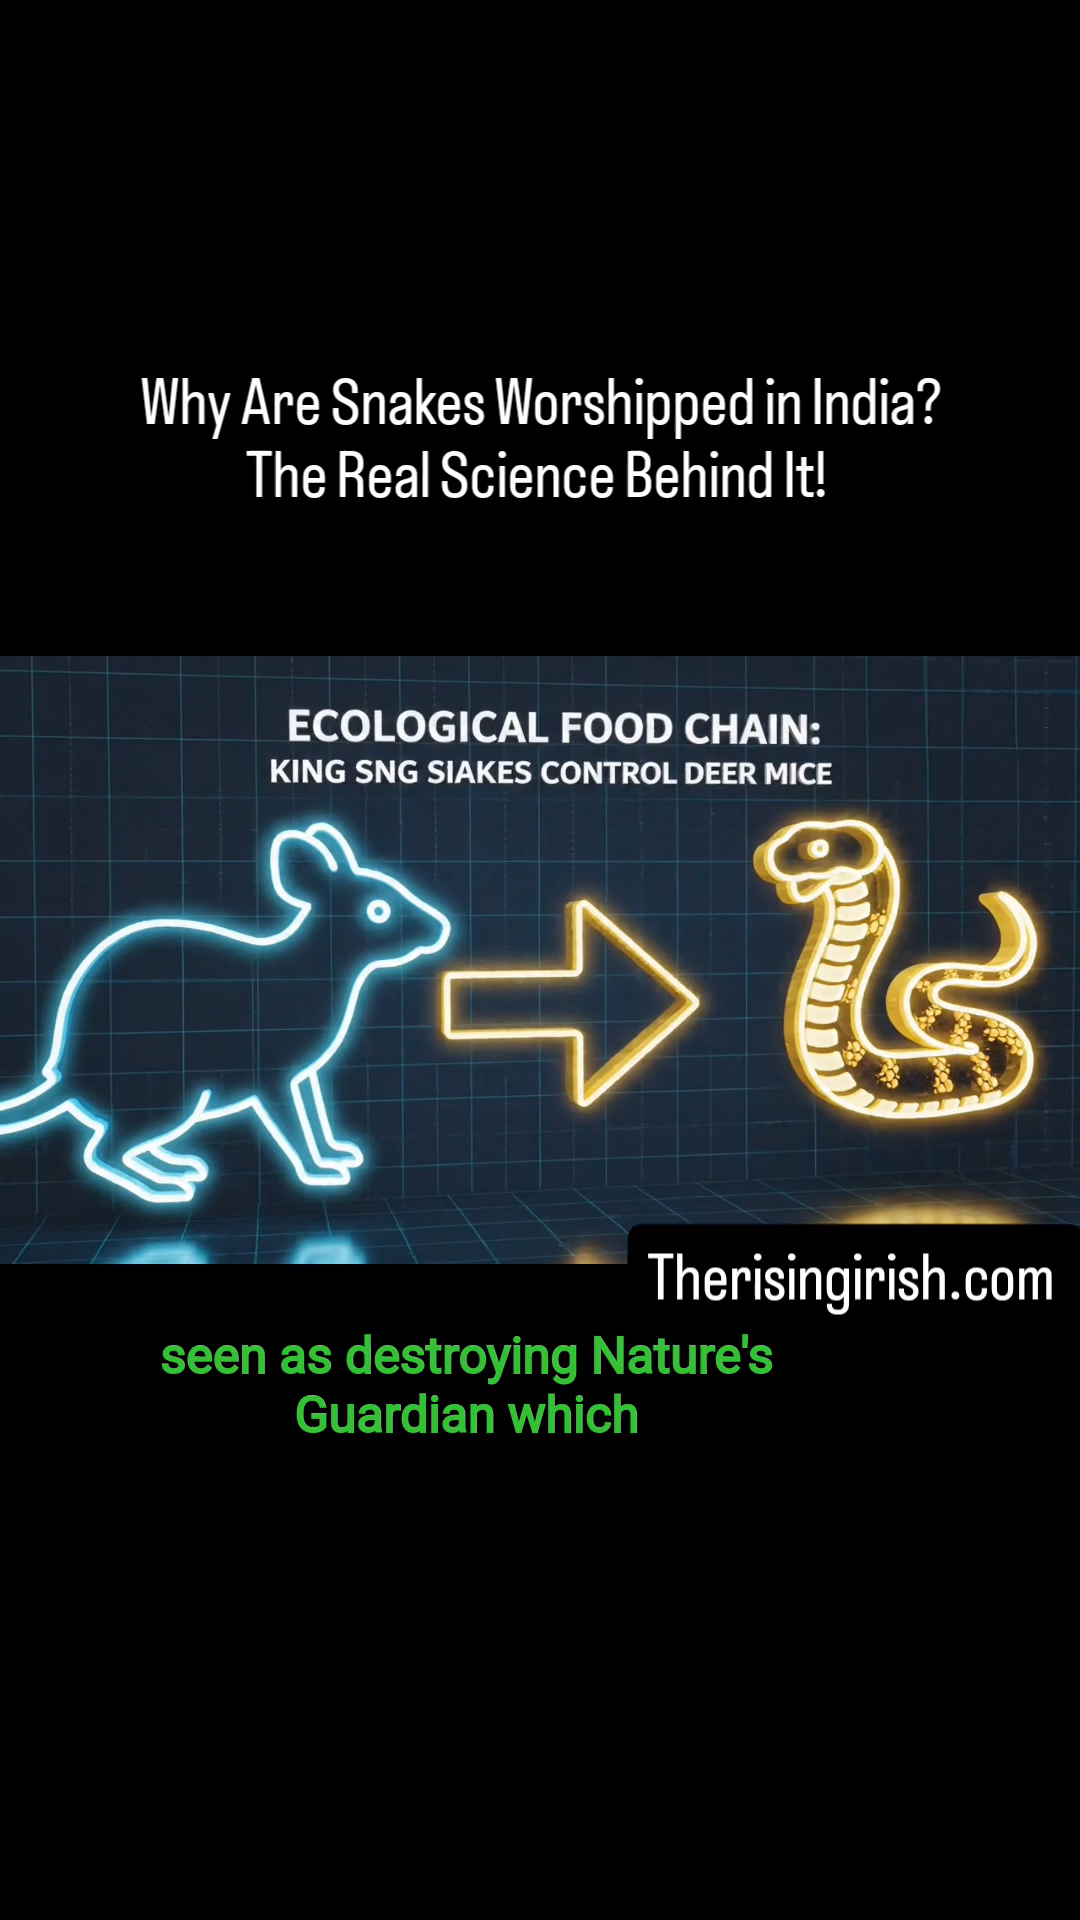 Why Are Snakes Worshipped in India?
The Real Science Behind It!
ECOLOGICAL FOOD CHAIN:
KING SNG SIAKES CONTROL DEER MICE
Therisingirish.com
seen as destroying Nature's
Guardian which